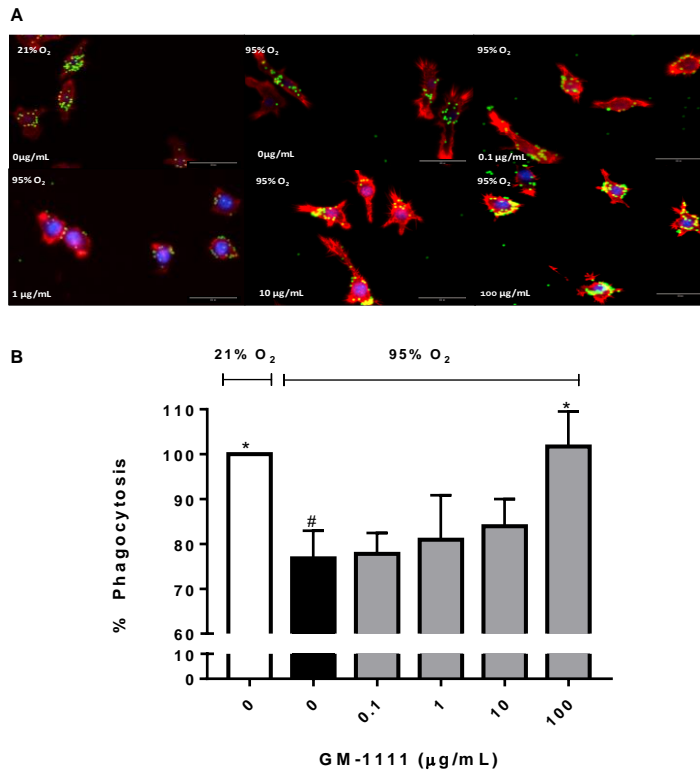 A
21% O₂
95% O₂
95% O₂
0µg/mL
0µg/mL
0.1 µg/mL
95% O₂
95% O₂
95% O₂
1 µg/mL
10 µg/mL
100 µg/mL
B
21% O₂
95% O₂
% Phagocytosis
110
100
90
80
70
60
10
0
*
#
*
0
0
0.1
1
10
100
GM-1111 (µg/mL)